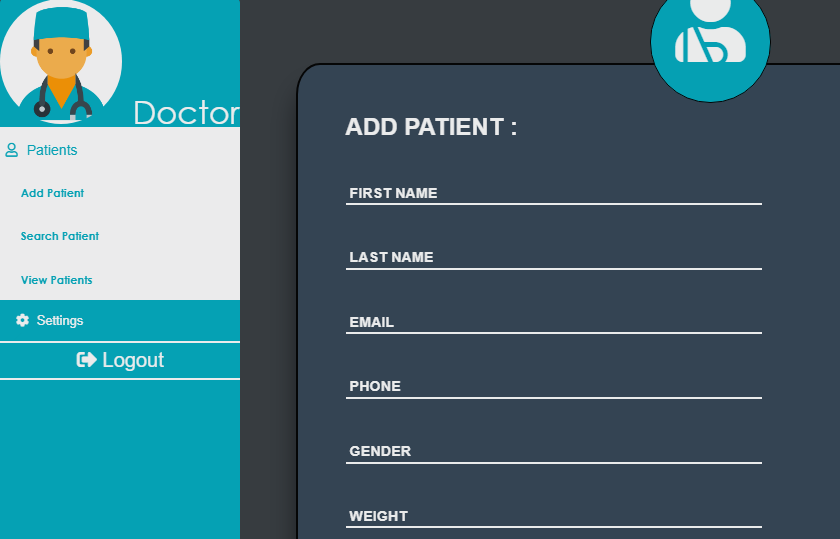 Doctor
Patients
Add Patient
Search Patient
View Patients
Settings
Logout
ADD PATIENT :
FIRST NAME
LAST NAME
EMAIL
PHONE
GENDER
WEIGHT